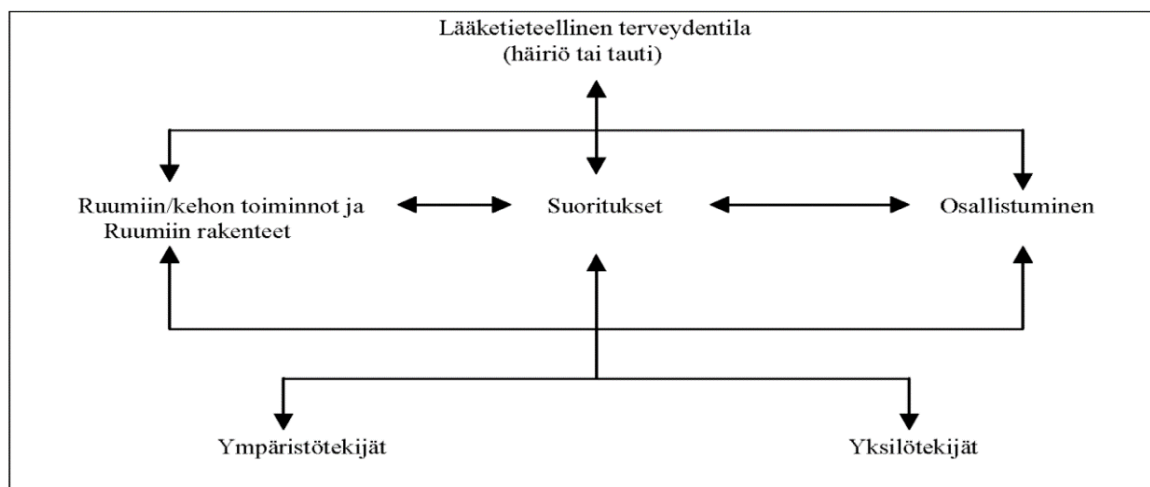 Lääketieteellinen terveydentila
(häiriö tai tauti)
Ruumiin/kehon toiminnot ja
Ruumiin rakenteet
Suoritukset
Osallistuminen
Ympäristötekijät
Yksilötekijät